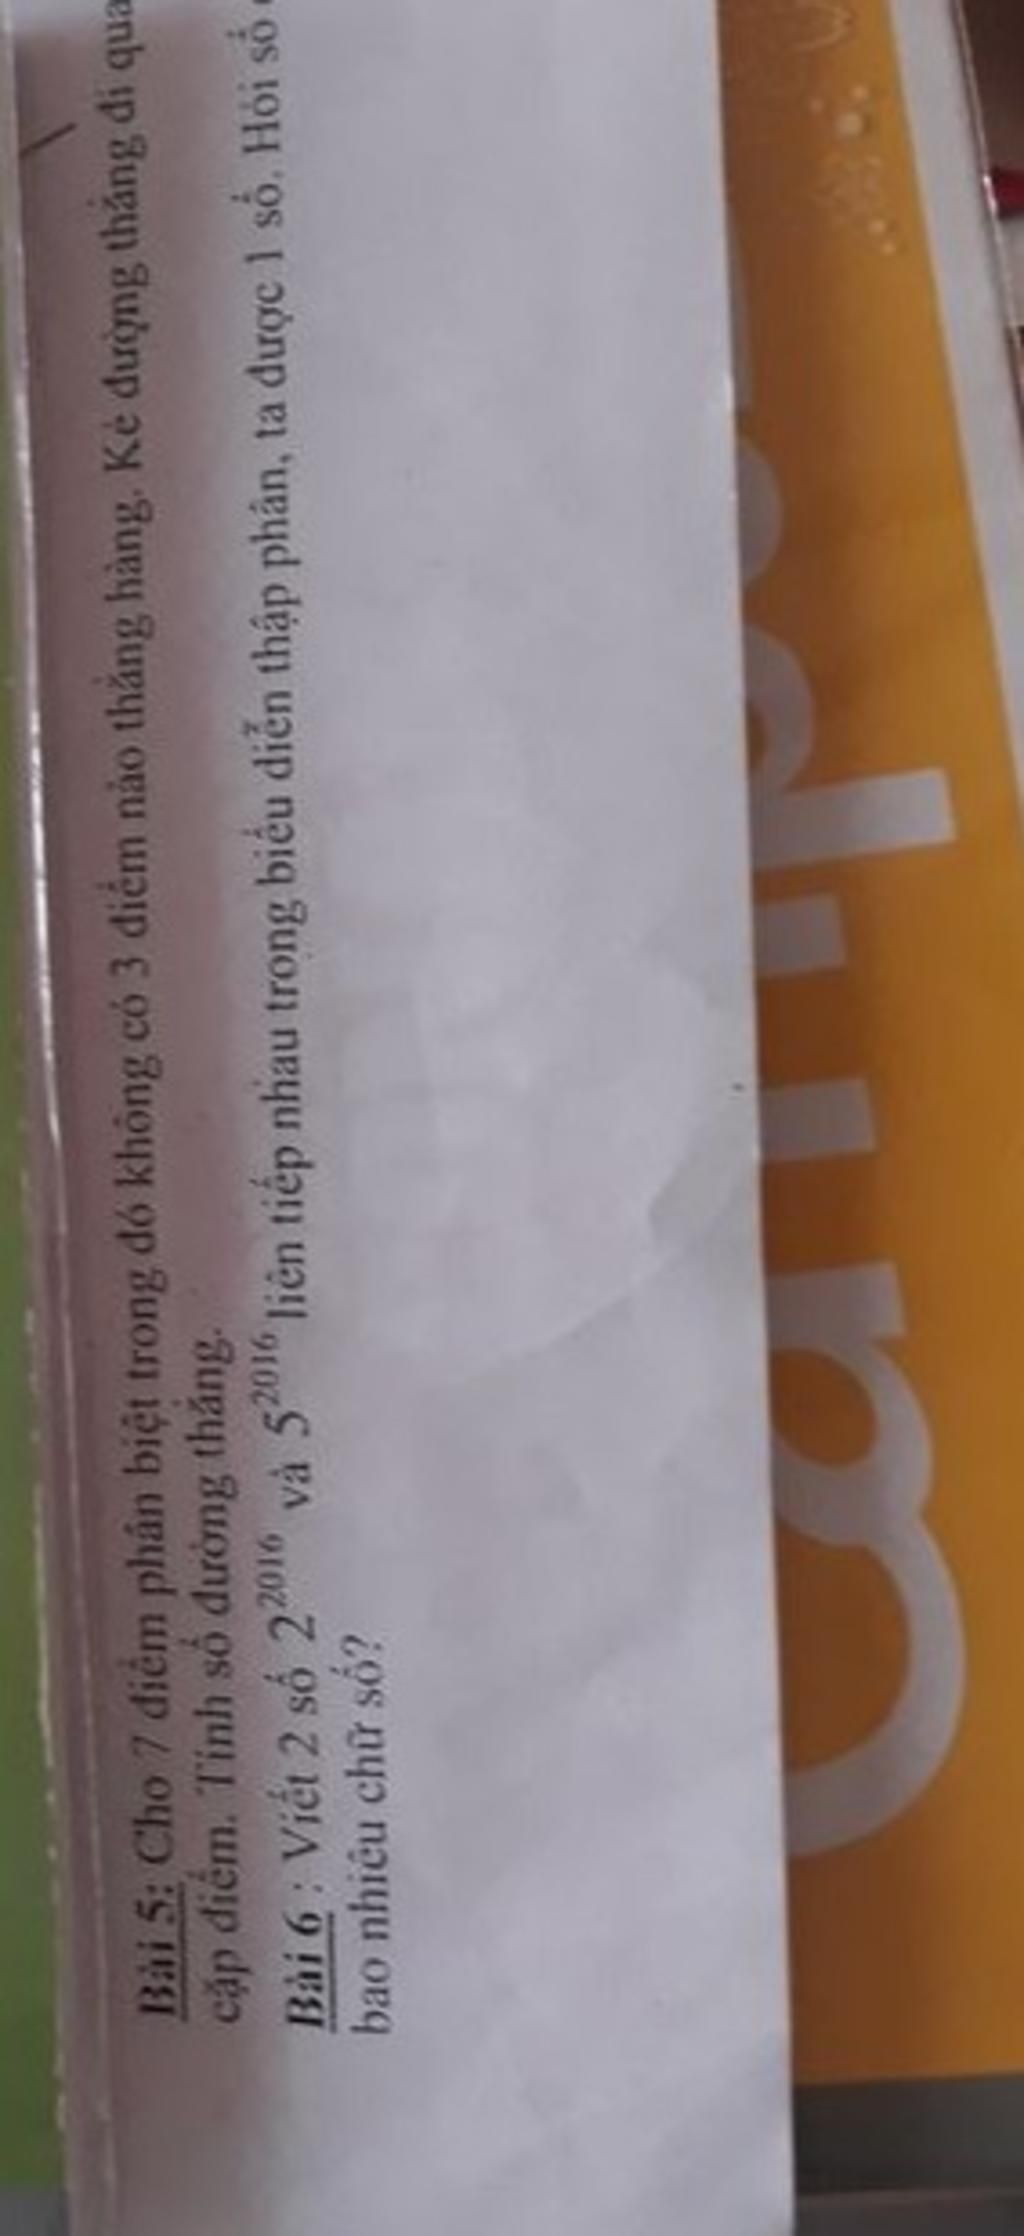 Bài 5: Cho 7 điểm phân biệt trong đó không có 3 điểm nào thẳng hàng. Kẻ đường thẳng đi qua
cặp điểm. Tính số đường thẳng.
Bài 6 : Viết 2 số 2^2016 và 5^2016 liên tiếp nhau trong biểu diễn thập phân, ta được 1 số. Hỏi số
bao nhiêu chữ số?
Campus